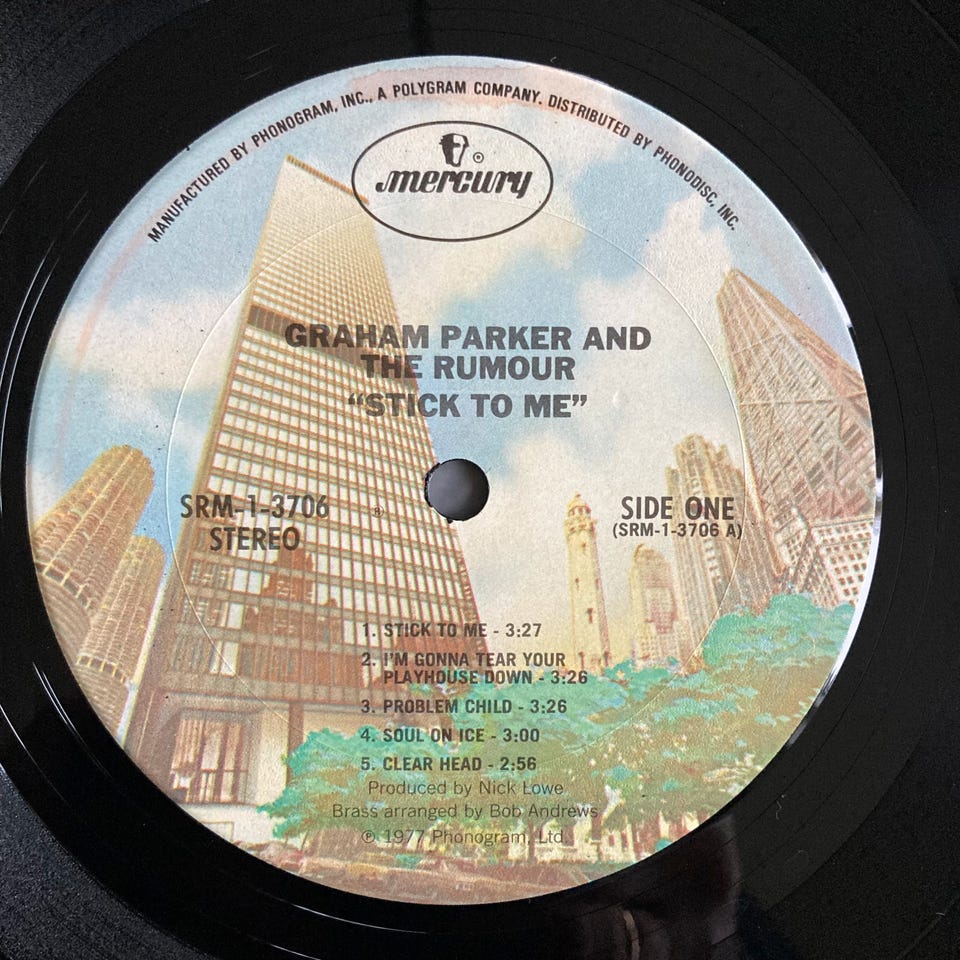 MANUFACTURED BY PHONOGRAM, INC., A POLYGRAM COMPANY. DISTRIBUTED BY PHONODISC, INC.
®
mercury
GRAHAM PARKER AND
THE RUMOUR
“STICK TO ME”
SRM-1-3706
STEREO
®
SIDE ONE
(SRM-1-3706 A)
1. STICK TO ME - 3:27
2. I'M GONNA TEAR YOUR
PLAYHOUSE DOWN - 3:26
3. PROBLEM CHILD - 3:26
4. SOUL ON ICE - 3:00
5. CLEAR HEAD - 2:56
Produced by Nick Lowe
Brass arranged by Bob Andrews
℗ 1977 Phonogram, Ltd.